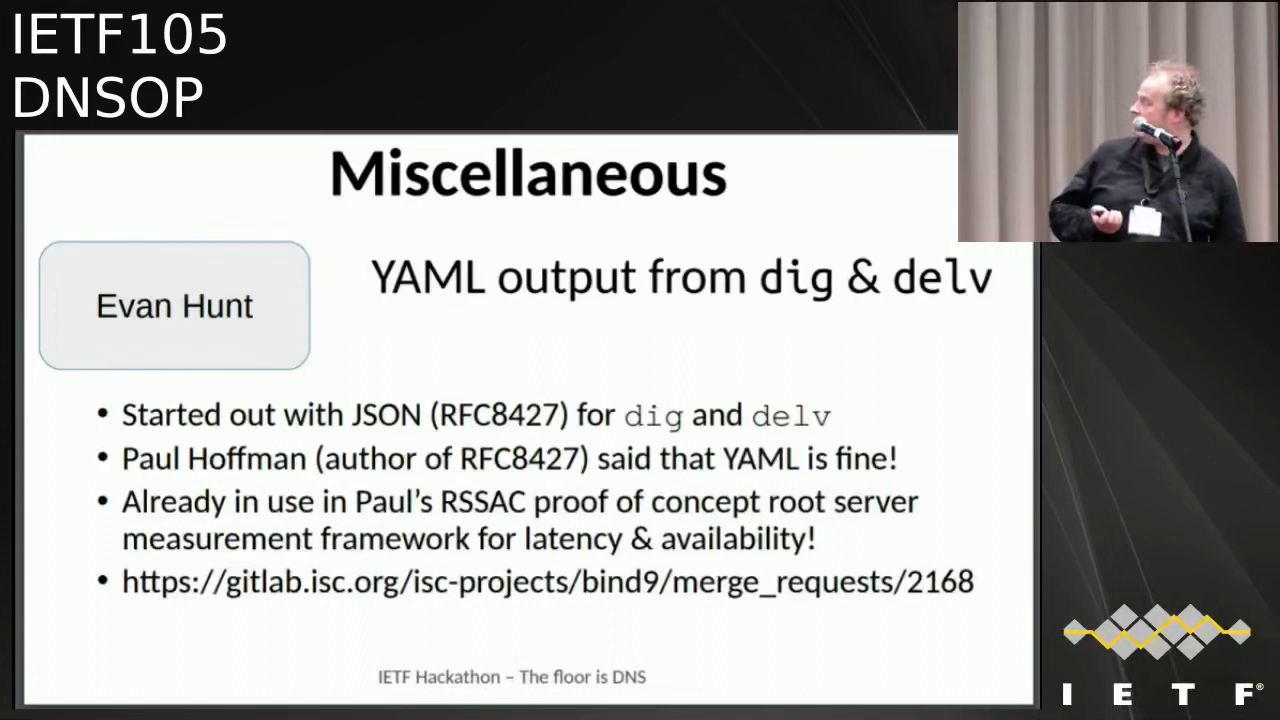 IETF105
DNSOP
Miscellaneous
Evan Hunt
YAML output from dig & delv
• Started out with JSON (RFC8427) for dig and delv
• Paul Hoffman (author of RFC8427) said that YAML is fine!
• Already in use in Paul’s RSSAC proof of concept root server
measurement framework for latency & availability!
• https://gitlab.isc.org/isc-projects/bind9/merge_requests/2168
IETF Hackathon – The floor is DNS
I E T F®